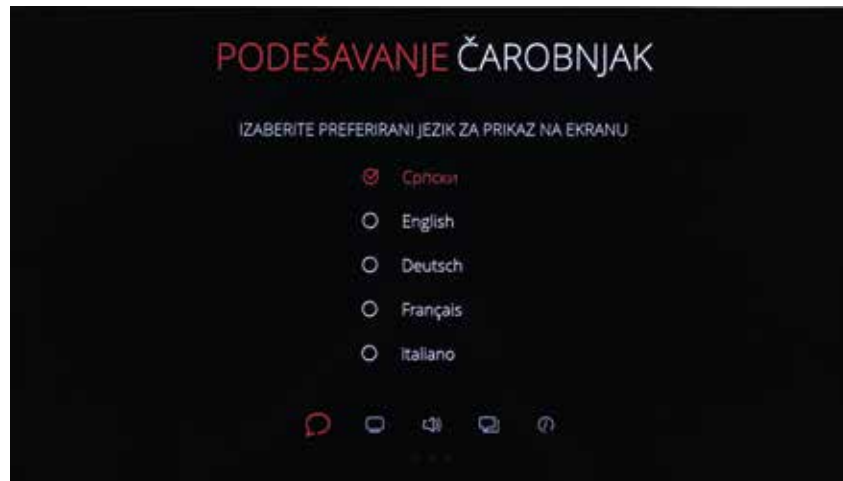 PODEŠAVANJE ČAROBNJAK
IZABERITE PREFERIRANI JEZIK ZA PRIKAZ NA EKRANU
Српски
English
Deutsch
Français
Italiano